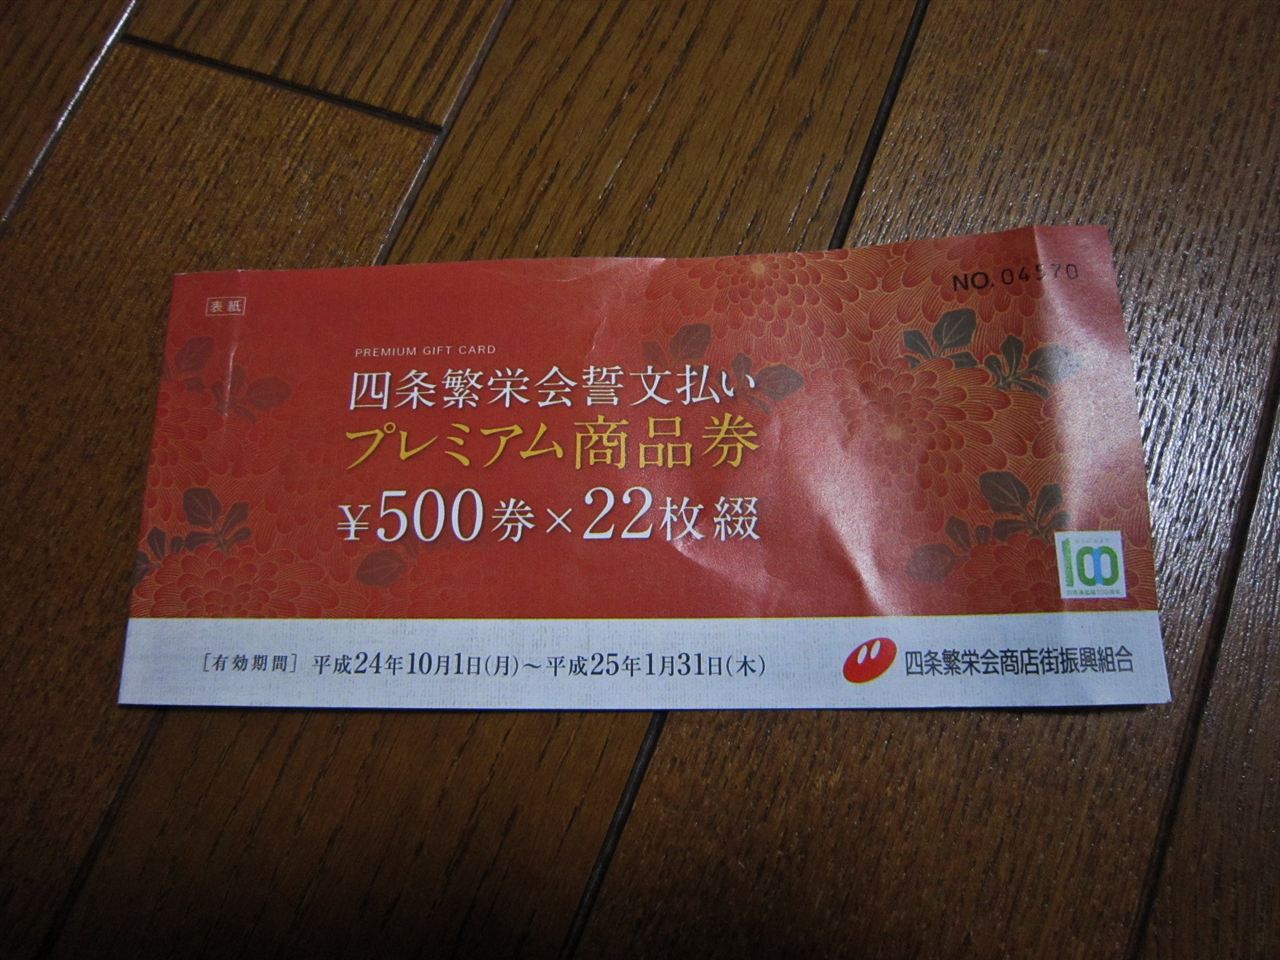 表紙
NO. 04570
PREMIUM GIFT CARD
四条繁栄会誓文払い
プレミアム商品券
¥500券×22枚綴
100
[有効期間] 平成24年10月1日(月)～平成25年1月31日(木)
四条繁栄会商店街振興組合